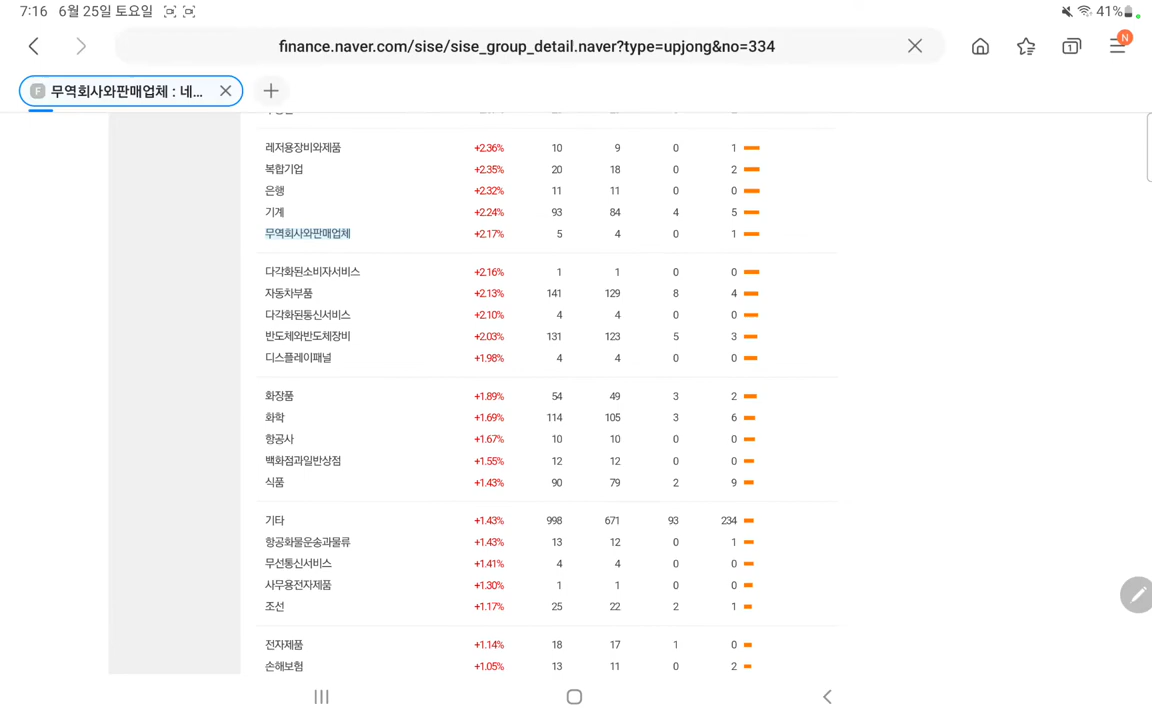 7:16 6월 25일 토요일 41%
finance.naver.com/sise/sise_group_detail.naver?type=upjong&no=334 1 N
F 무역회사와판매업체 : 네...
레저용장비와제품 +2.36% 10 9 0 1
복합기업 +2.35% 20 18 0 2
은행 +2.32% 11 11 0 0
기계 +2.24% 93 84 4 5
무역회사와판매업체 +2.17% 5 4 0 1
다각화된소비자서비스 +2.16% 1 1 0 0
자동차부품 +2.13% 141 129 8 4
다각화된통신서비스 +2.10% 4 4 0 0
반도체와반도체장비 +2.03% 131 123 5 3
디스플레이패널 +1.98% 4 4 0 0
화장품 +1.89% 54 49 3 2
화학 +1.69% 114 105 3 6
항공사 +1.67% 10 10 0 0
백화점과일반상점 +1.55% 12 12 0 0
식품 +1.43% 90 79 2 9
기타 +1.43% 998 671 93 234
항공화물운송과물류 +1.43% 13 12 0 1
무선통신서비스 +1.41% 4 4 0 0
사무용전자제품 +1.30% 1 1 0 0
조선 +1.17% 25 22 2 1
전자제품 +1.14% 18 17 1 0
손해보험 +1.05% 13 11 0 2